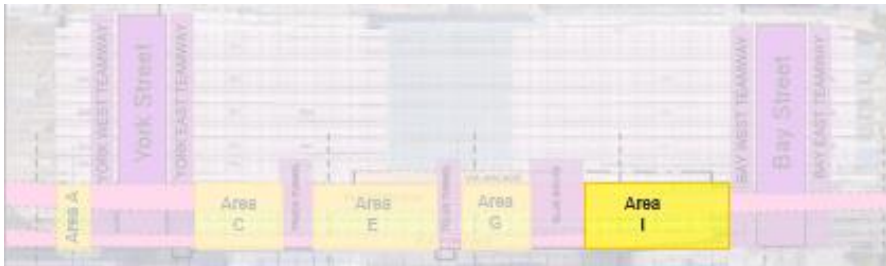 YORK WEST TEAMWAY
York Street
YORK EAST TEAMWAY
BAY WEST TEAMWAY
Bay Street
BAY EAST TEAMWAY
Area A
Area
C
Area
E
Area
G
Area
I